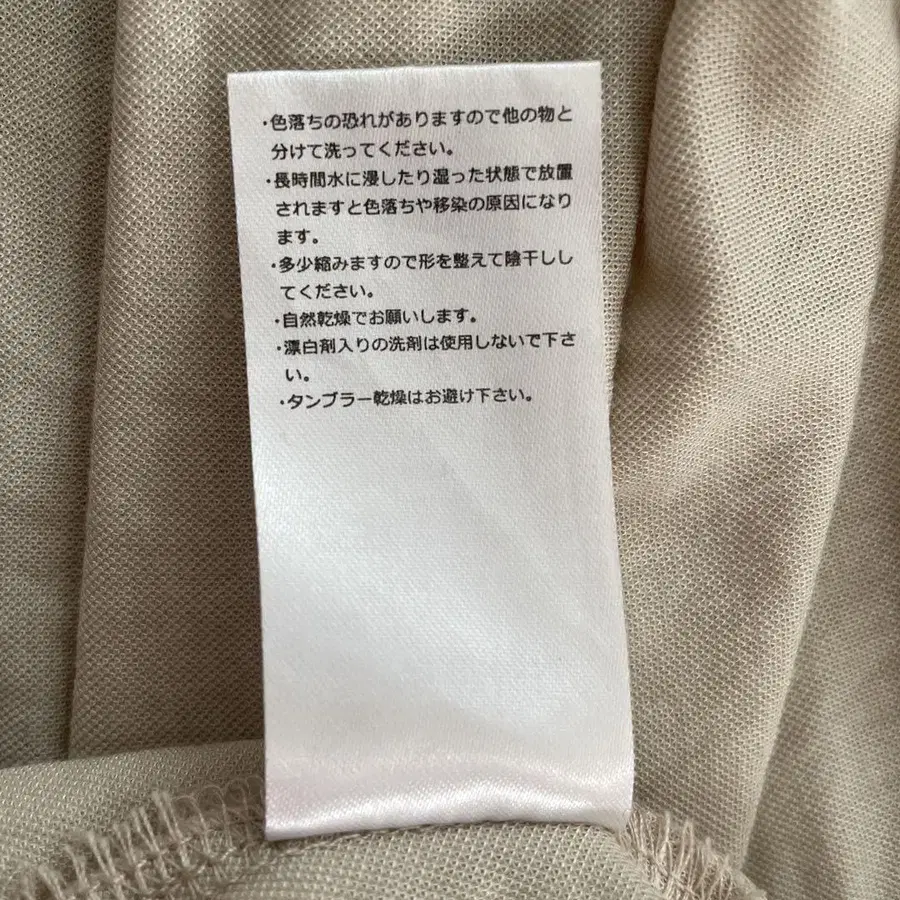 ・色落ちの恐れがありますので他の物と
分けて洗ってください。
・長時間水に浸したり湿った状態で放置
されますと色落ちや移染の原因になり
ます。
・多少縮みますので形を整えて陰干しし
てください。
・自然乾燥でお願いします。
・漂白剤入りの洗剤は使用しないで下さ
い。
・タンブラー乾燥はお避け下さい。